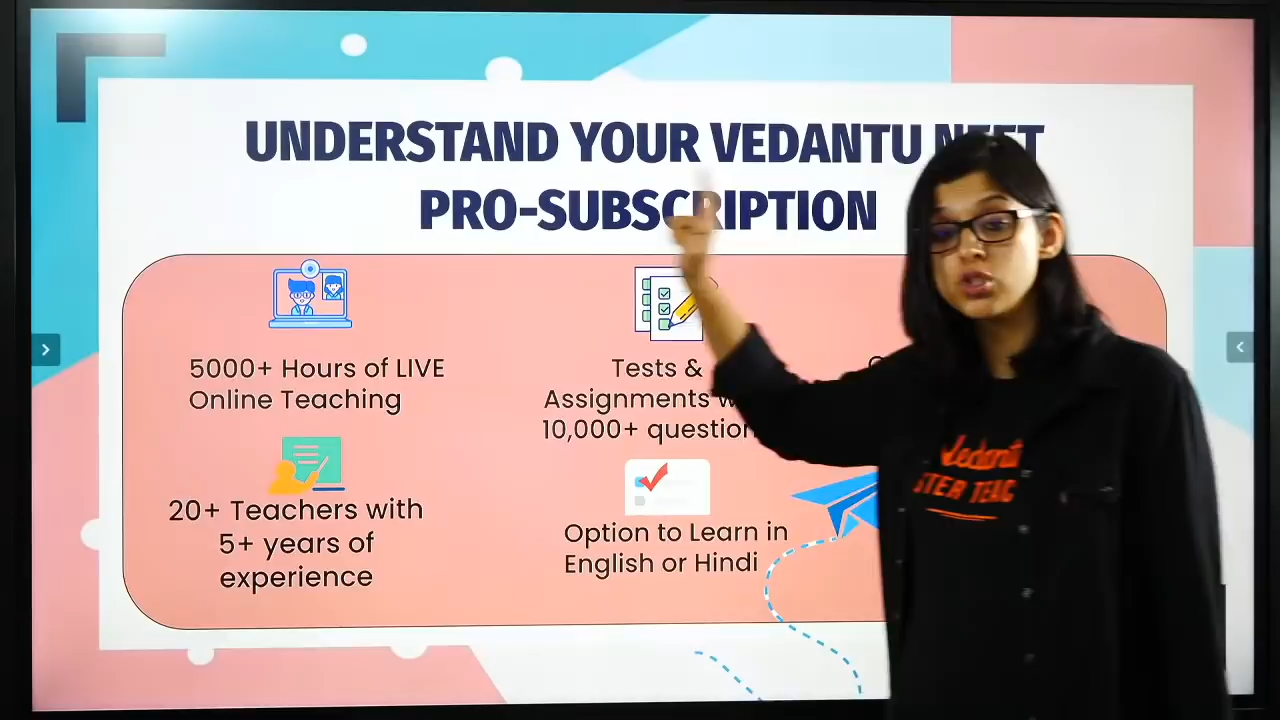 UNDERSTAND YOUR VEDANTU NEET
PRO-SUBSCRIPTION
5000+ Hours of LIVE
Online Teaching
Tests &
Assignments
10,000+
20+ Teachers with
5+ years of
experience
Option to Learn in
English or Hindi